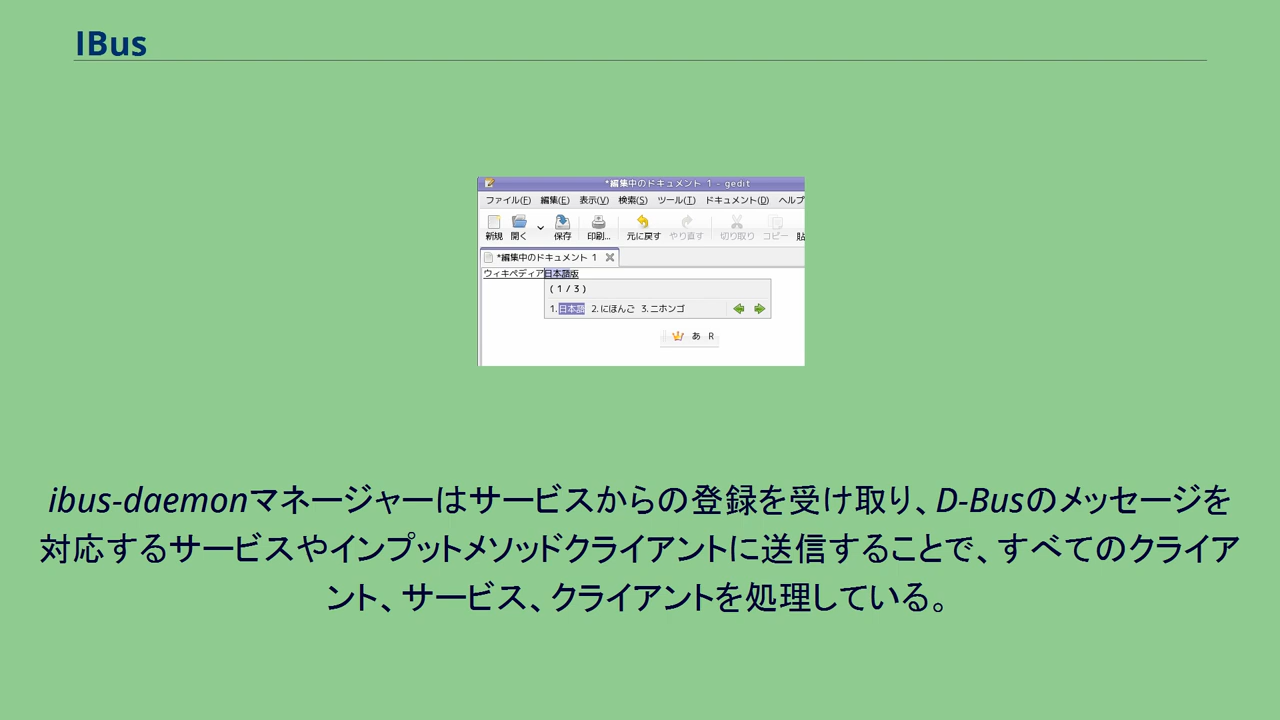 IBus
*編集中のドキュメント 1 - gedit
ファイル(F) 編集(E) 表示(V) 検索(S) ツール(T) ドキュメント(D) ヘルプ
新規 開く 保存 印刷... 元に戻す やり直す 切り取り コピー 貼
*編集中のドキュメント 1
ウィキペディア日本語版
( 1 / 3 )
1.日本語 2.にほんご 3.ニホンゴ
あ R
ibus-daemonマネージャーはサービスからの登録を受け取り、D-Busのメッセージを
対応するサービスやインプットメソッドクライアントに送信することで、すべてのクライア
ント、サービス、クライアントを処理している。